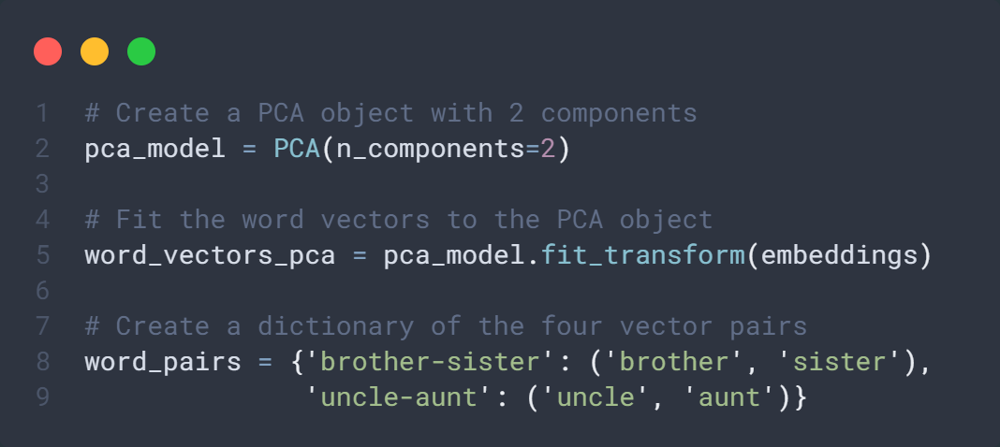 1 # Create a PCA object with 2 components
2 pca_model = PCA(n_components=2)
3
4 # Fit the word vectors to the PCA object
5 word_vectors_pca = pca_model.fit_transform(embeddings)
6
7 # Create a dictionary of the four vector pairs
8 word_pairs = {'brother-sister': ('brother', 'sister'),
9               'uncle-aunt': ('uncle', 'aunt')}